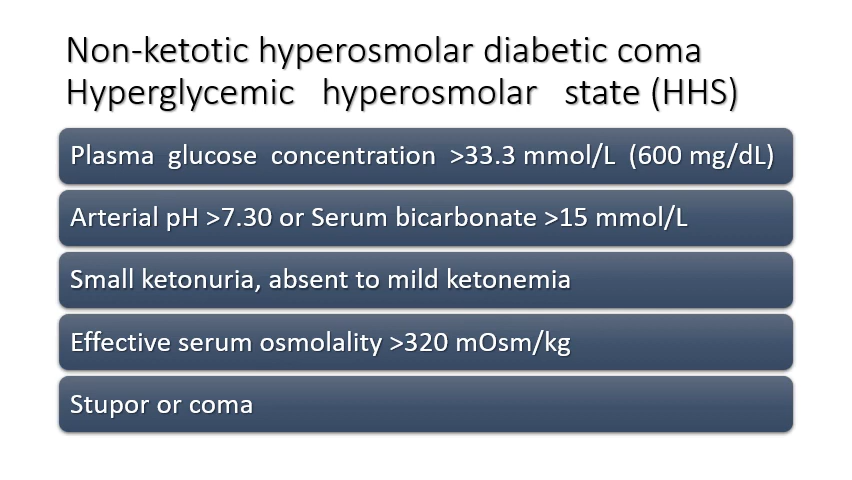 Non-ketotic hyperosmolar diabetic coma
Hyperglycemic hyperosmolar state (HHS)
Plasma glucose concentration >33.3 mmol/L (600 mg/dL)
Arterial pH >7.30 or Serum bicarbonate >15 mmol/L
Small ketonuria, absent to mild ketonemia
Effective serum osmolality >320 mOsm/kg
Stupor or coma